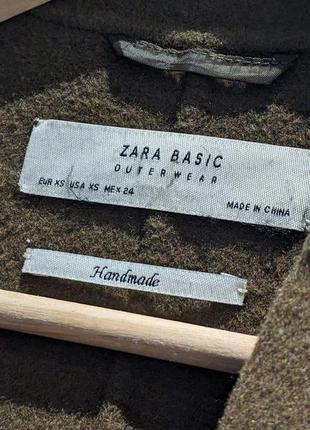 ZARA BASIC
OUTERWEAR
EUR XS USA XS MEX 24
MADE IN CHINA
Handmade